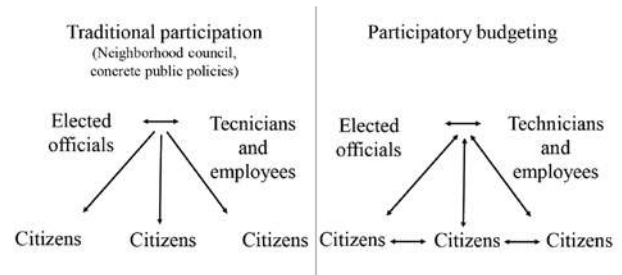 Traditional participation
(Neighborhood council,
concrete public policies)
Elected
officials
Tecnicians
and
employees
Citizens
Citizens
Citizens
Participatory budgeting
Elected
officials
Technicians
and
employees
Citizens
Citizens
Citizens